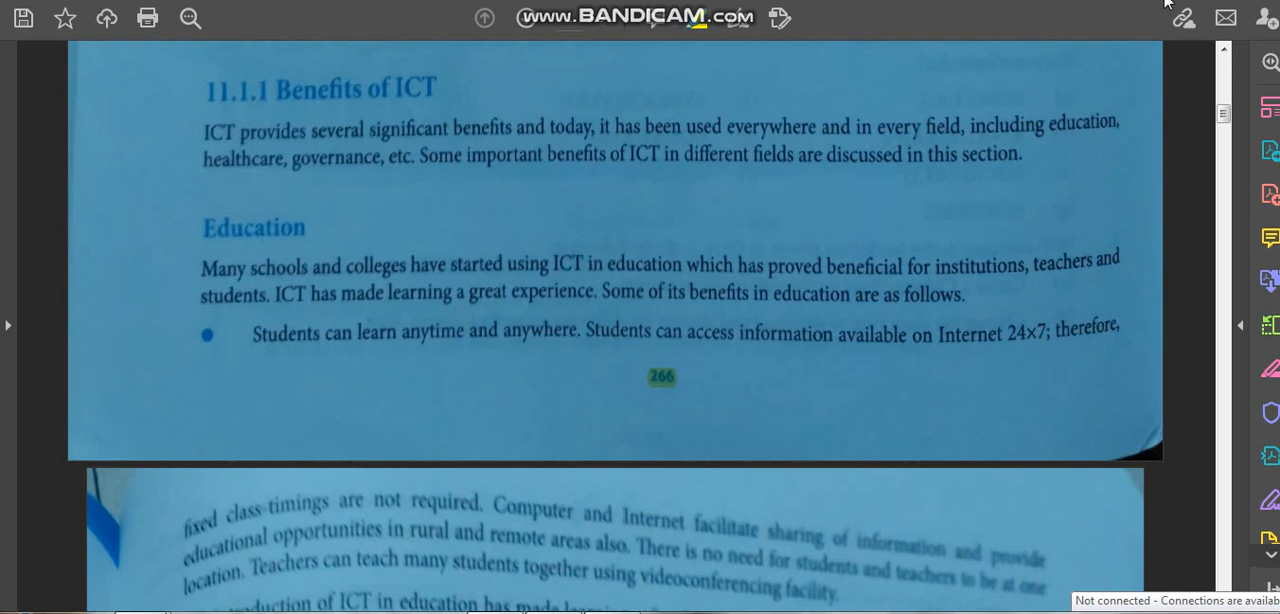 www.BANDICAM.com
11.1.1 Benefits of ICT
ICT provides several significant benefits and today, it has been used everywhere and in every field, including education,
healthcare, governance, etc. Some important benefits of ICT in different fields are discussed in this section.
Education
Many schools and colleges have started using ICT in education which has proved beneficial for institutions, teachers and
students. ICT has made learning a great experience. Some of its benefits in education are as follows.
● Students can learn anytime and anywhere. Students can access information available on Internet 24×7; therefore,
266
fixed class-timings are not required. Computer and Internet facilitate sharing of information and provide
educational opportunities in rural and remote areas also. There is no need for students and teachers to be at one
location. Teachers can teach many students together using videoconferencing facility.
of ICT in education has made
Not connected - Connections are availab